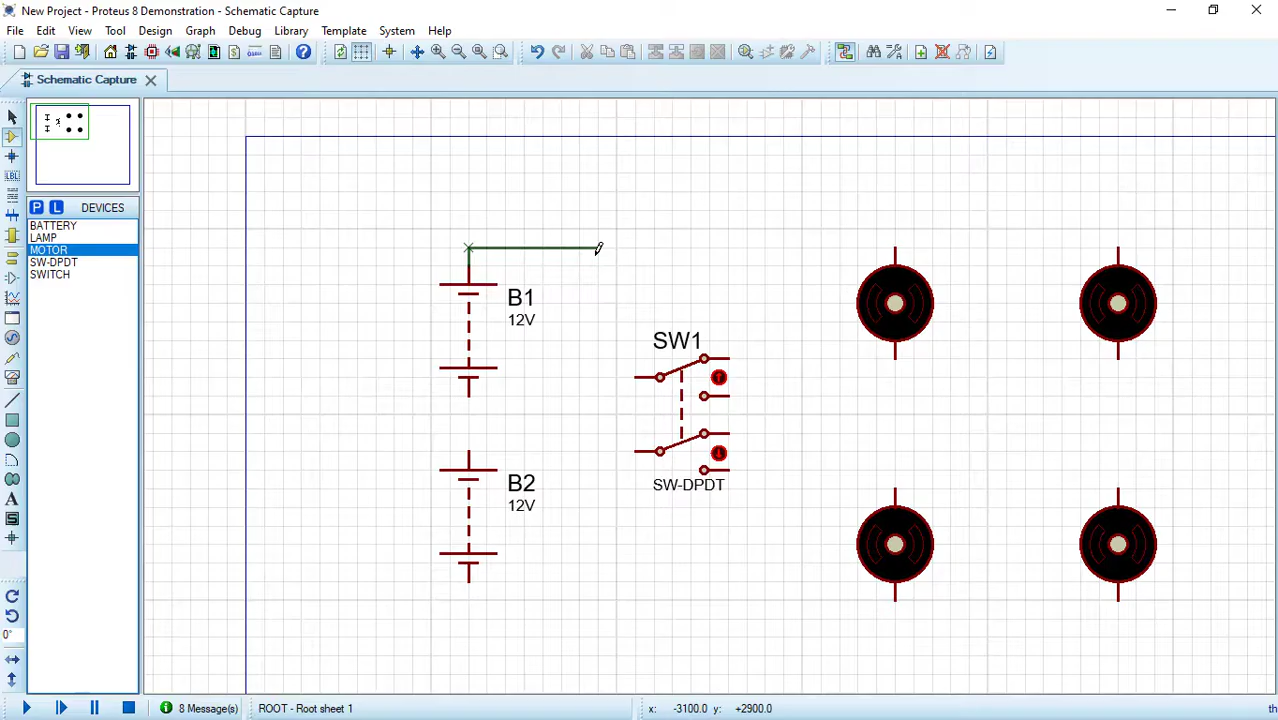 New Project - Proteus 8 Demonstration - Schematic Capture
File Edit View Tool Design Graph Debug Library Template System Help
Schematic Capture
P L DEVICES
BATTERY
LAMP
MOTOR
SW-DPDT
SWITCH
LBL
A
S
0°
B1
12V
SW1
B2
12V
SW-DPDT
8 Message(s) ROOT - Root sheet 1 x: -3100.0 y: +2900.0 th